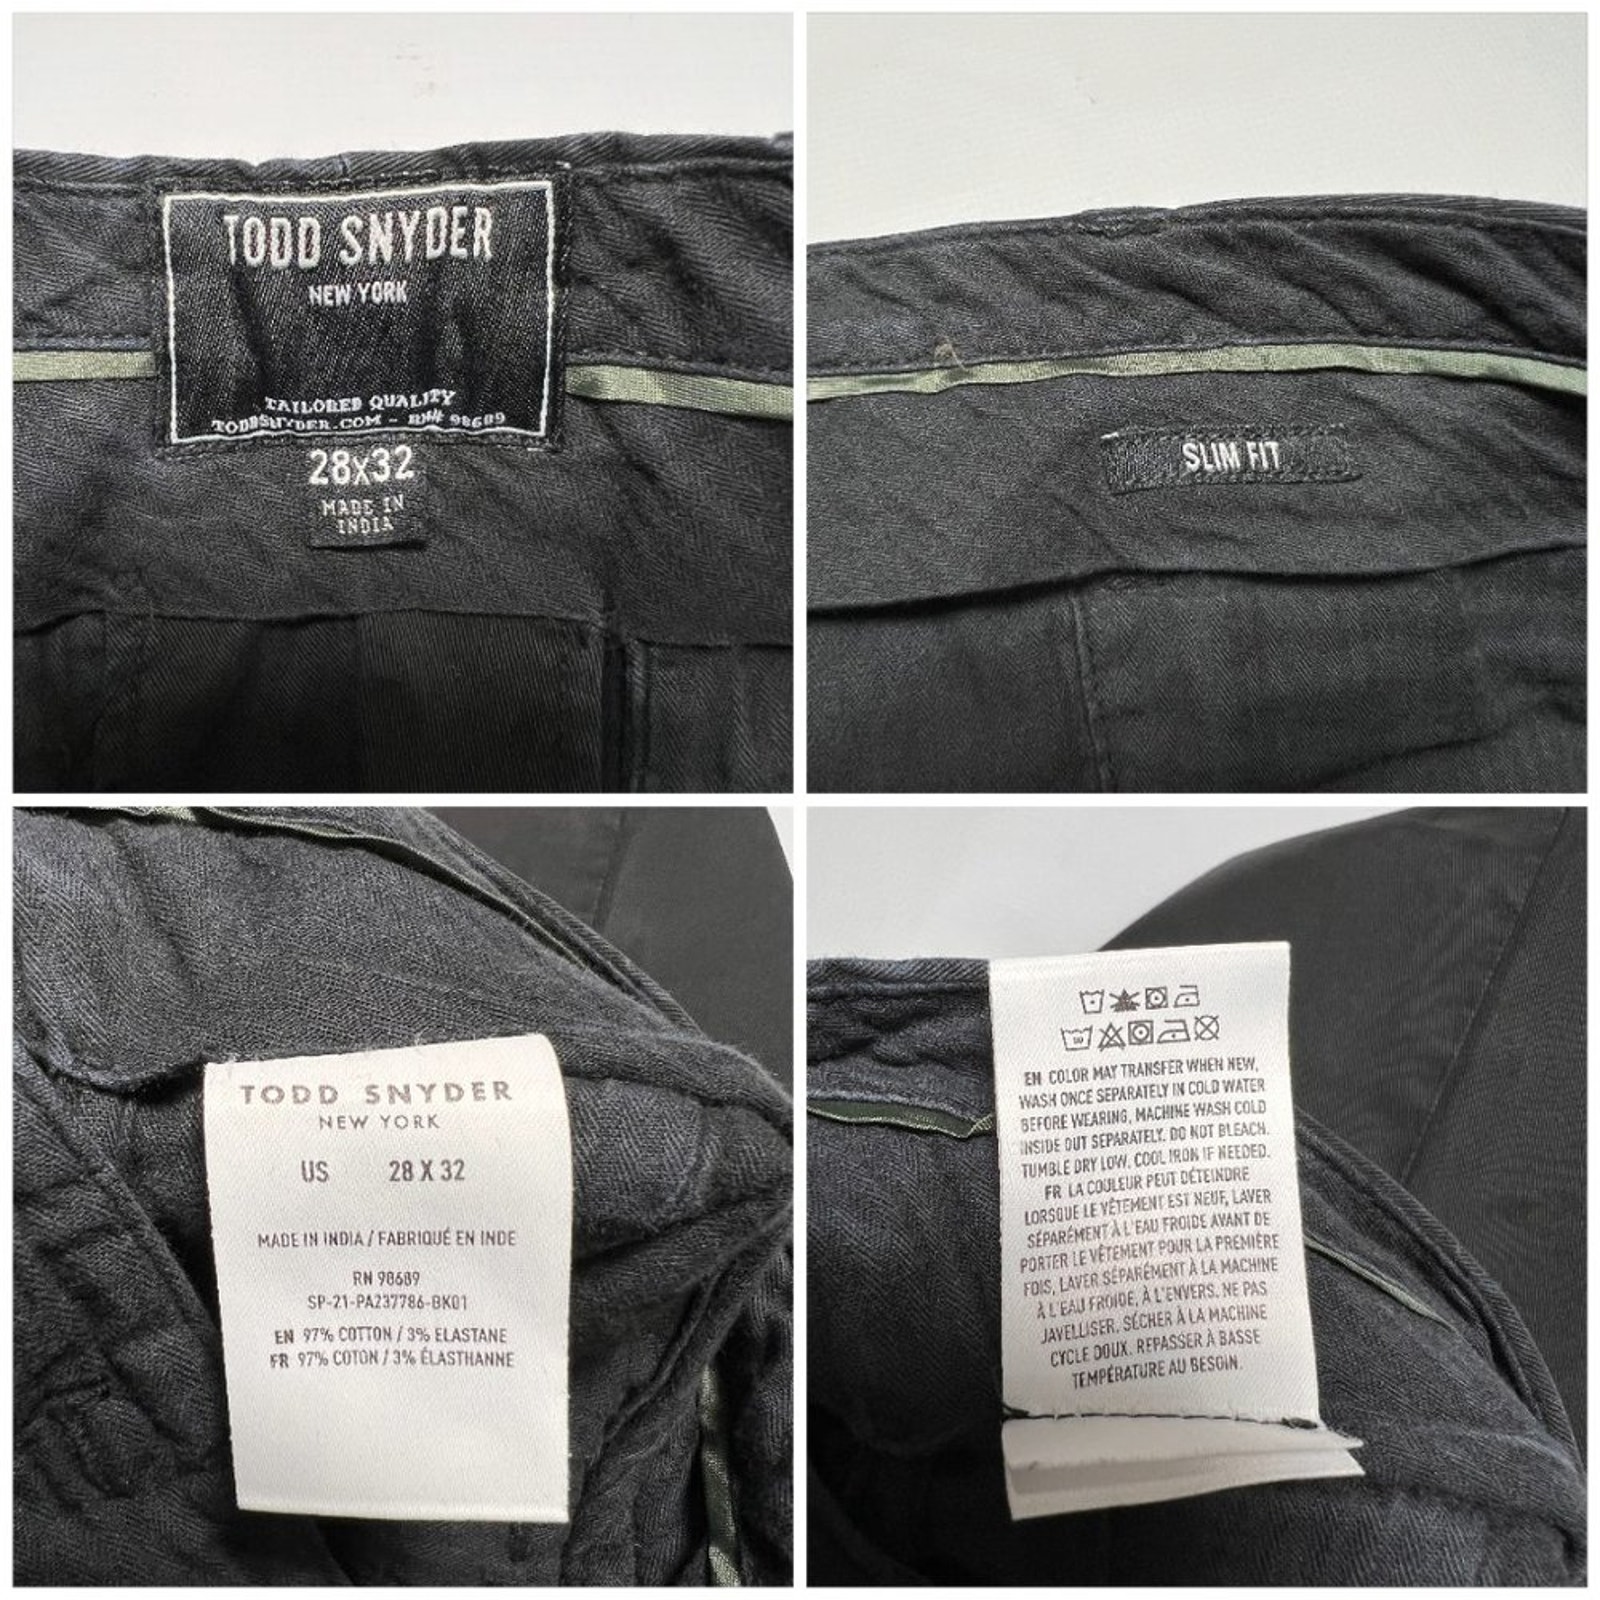 TODD SNYDER
NEW YORK
TAILORED QUALITY
TODDSNYDER.COM - RN# 98689
28x32
MADE IN
INDIA
SLIM FIT
TODD SNYDER
NEW YORK
US 28 X 32
MADE IN INDIA / FABRIQUÉ EN INDE
RN 98689
SP-21-PA237786-BK01
EN 97% COTTON / 3% ELASTANE
FR 97% COTON / 3% ÉLASTHANNE
EN COLOR MAY TRANSFER WHEN NEW,
WASH ONCE SEPARATELY IN COLD WATER
BEFORE WEARING, MACHINE WASH COLD
INSIDE OUT SEPARATELY. DO NOT BLEACH.
TUMBLE DRY LOW. COOL IRON IF NEEDED.
FR LA COULEUR PEUT DÉTEINDRE
LORSQUE LE VÊTEMENT EST NEUF, LAVER
SÉPARÉMENT À L'EAU FROIDE AVANT DE
PORTER LE VÊTEMENT POUR LA PREMIÈRE
FOIS, LAVER SÉPARÉMENT À LA MACHINE
À L'EAU FROIDE, À L'ENVERS. NE PAS
JAVELLISER. SÉCHER À LA MACHINE
CYCLE DOUX. REPASSER À BASSE
TEMPÉRATURE AU BESOIN.